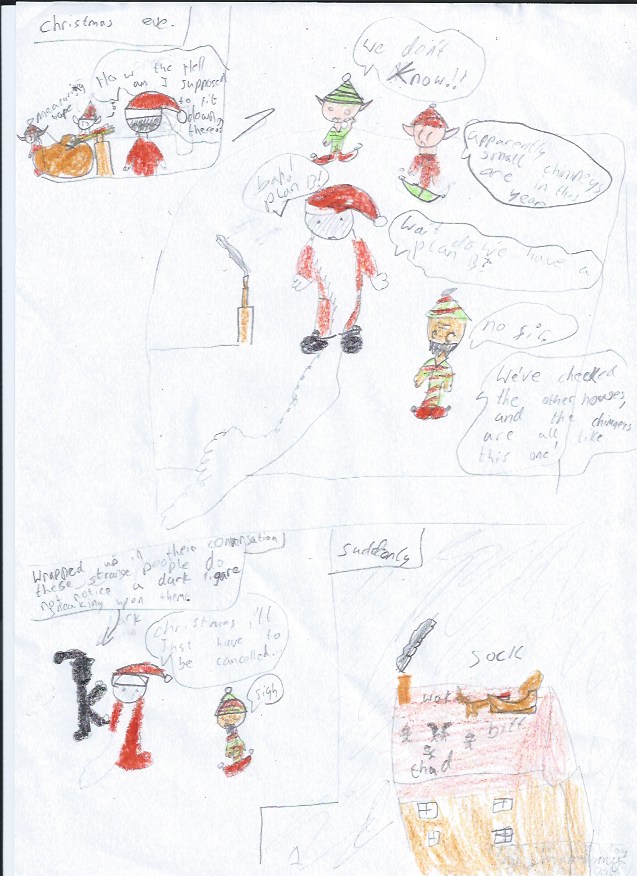 Christmas eve.
How the Hell
am I supposed
to fit
down
there?
measuring
tape
we don't
Know!!
apparently
small chimneys
are in this
year
bah!
plan B!
wait
do we have a
plan B?
no sir.
We've checked
the other houses,
and the chimneys
are all like
this one!
Wrapped up in their conversation
these strange people do
not notice a dark figure
sneaking upon them.
Christmas i'll
Just have to
be cancelled..
sigh
suddenly
SOCK
biff
thud
1